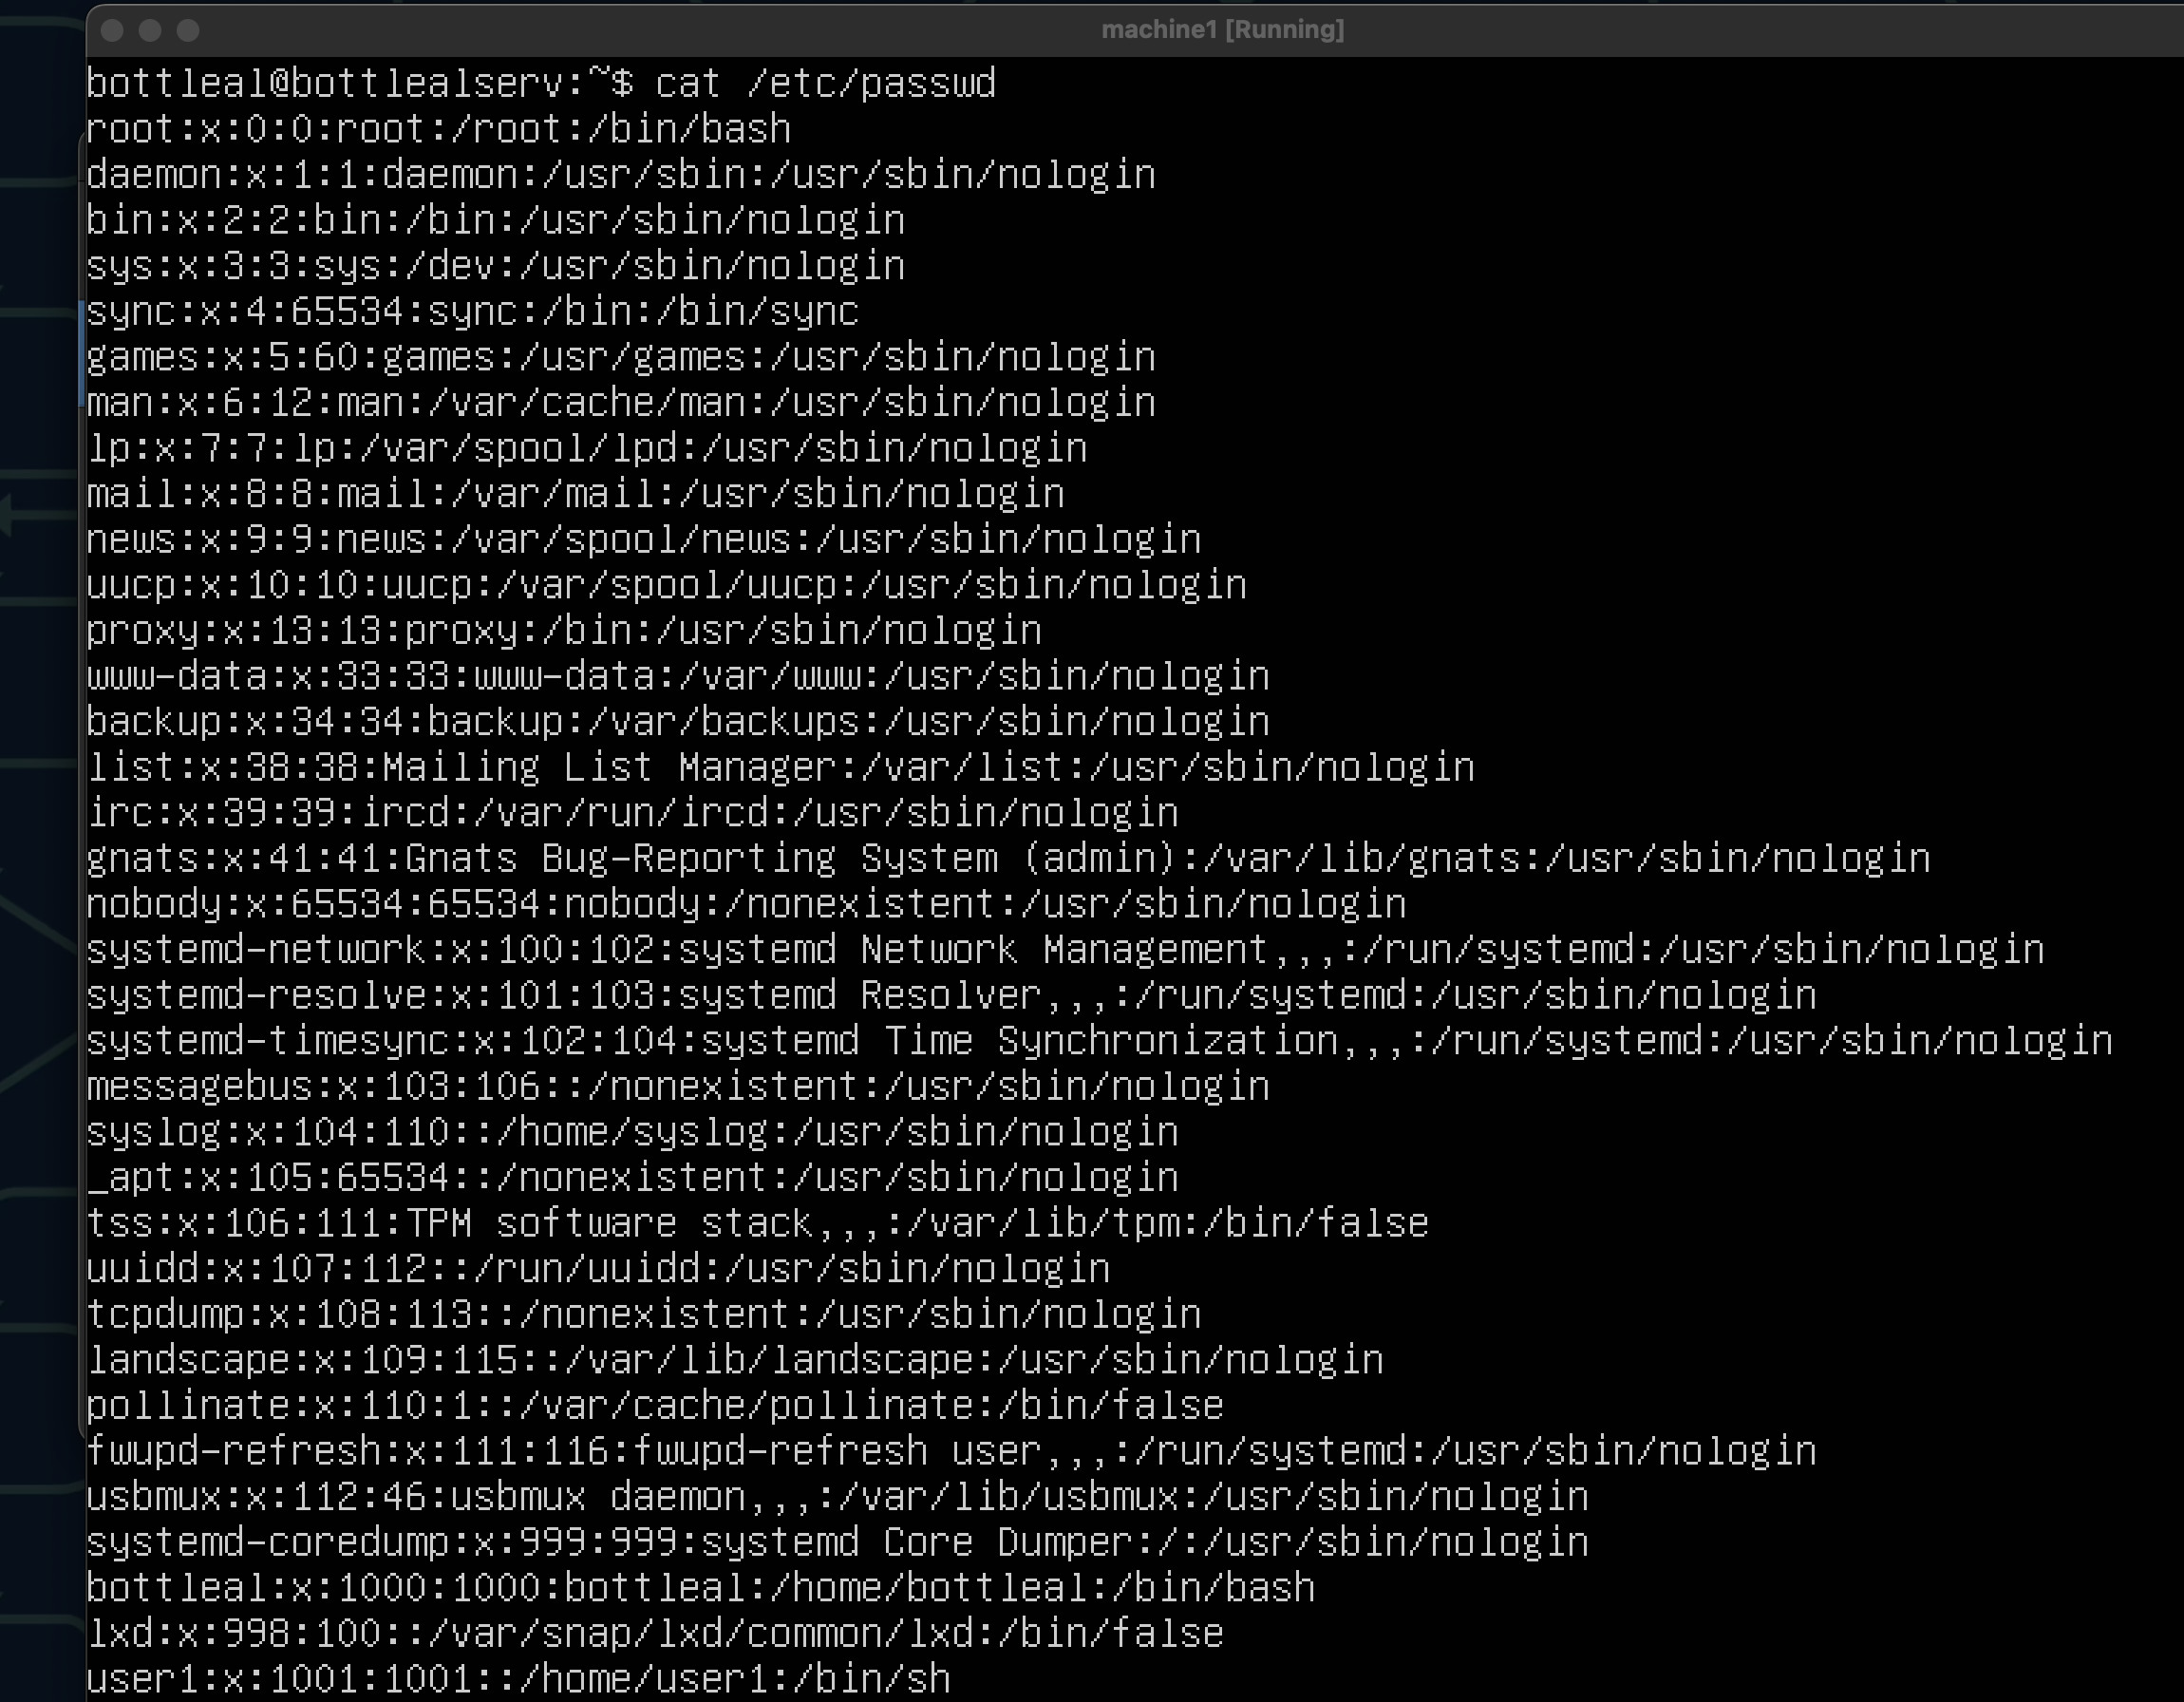 machine1 [Running]
bottleal@bottlealserv:~$ cat /etc/passwd
root:x:0:0:root:/root:/bin/bash
daemon:x:1:1:daemon:/usr/sbin:/usr/sbin/nologin
bin:x:2:2:bin:/bin:/usr/sbin/nologin
sys:x:3:3:sys:/dev:/usr/sbin/nologin
sync:x:4:65534:sync:/bin:/bin/sync
games:x:5:60:games:/usr/games:/usr/sbin/nologin
man:x:6:12:man:/var/cache/man:/usr/sbin/nologin
lp:x:7:7:lp:/var/spool/lpd:/usr/sbin/nologin
mail:x:8:8:mail:/var/mail:/usr/sbin/nologin
news:x:9:9:news:/var/spool/news:/usr/sbin/nologin
uucp:x:10:10:uucp:/var/spool/uucp:/usr/sbin/nologin
proxy:x:13:13:proxy:/bin:/usr/sbin/nologin
www-data:x:33:33:www-data:/var/www:/usr/sbin/nologin
backup:x:34:34:backup:/var/backups:/usr/sbin/nologin
list:x:38:38:Mailing List Manager:/var/list:/usr/sbin/nologin
irc:x:39:39:ircd:/var/run/ircd:/usr/sbin/nologin
gnats:x:41:41:Gnats Bug-Reporting System (admin):/var/lib/gnats:/usr/sbin/nologin
nobody:x:65534:65534:nobody:/nonexistent:/usr/sbin/nologin
systemd-network:x:100:102:systemd Network Management,,,:/run/systemd:/usr/sbin/nologin
systemd-resolve:x:101:103:systemd Resolver,,,:/run/systemd:/usr/sbin/nologin
systemd-timesync:x:102:104:systemd Time Synchronization,,,:/run/systemd:/usr/sbin/nologin
messagebus:x:103:106::/nonexistent:/usr/sbin/nologin
syslog:x:104:110::/home/syslog:/usr/sbin/nologin
_apt:x:105:65534::/nonexistent:/usr/sbin/nologin
tss:x:106:111:TPM software stack,,,:/var/lib/tpm:/bin/false
uuidd:x:107:112::/run/uuidd:/usr/sbin/nologin
tcpdump:x:108:113::/nonexistent:/usr/sbin/nologin
landscape:x:109:115::/var/lib/landscape:/usr/sbin/nologin
pollinate:x:110:1::/var/cache/pollinate:/bin/false
fwupd-refresh:x:111:116:fwupd-refresh user,,,:/run/systemd:/usr/sbin/nologin
usbmux:x:112:46:usbmux daemon,,,:/var/lib/usbmux:/usr/sbin/nologin
systemd-coredump:x:999:999:systemd Core Dumper:/:/usr/sbin/nologin
bottleal:x:1000:1000:bottleal:/home/bottleal:/bin/bash
lxd:x:998:100::/var/snap/lxd/common/lxd:/bin/false
user1:x:1001:1001::/home/user1:/bin/sh